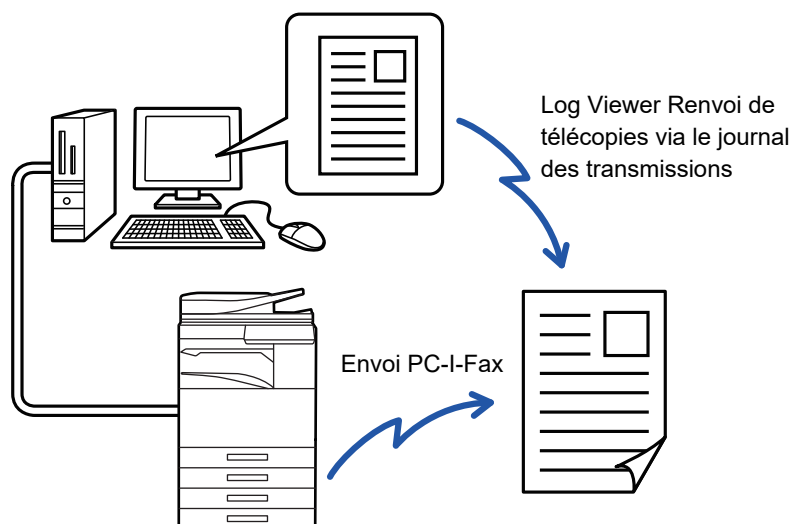 Log Viewer Renvoi de
télécopies via le journal
des transmissions
Envoi PC-I-Fax